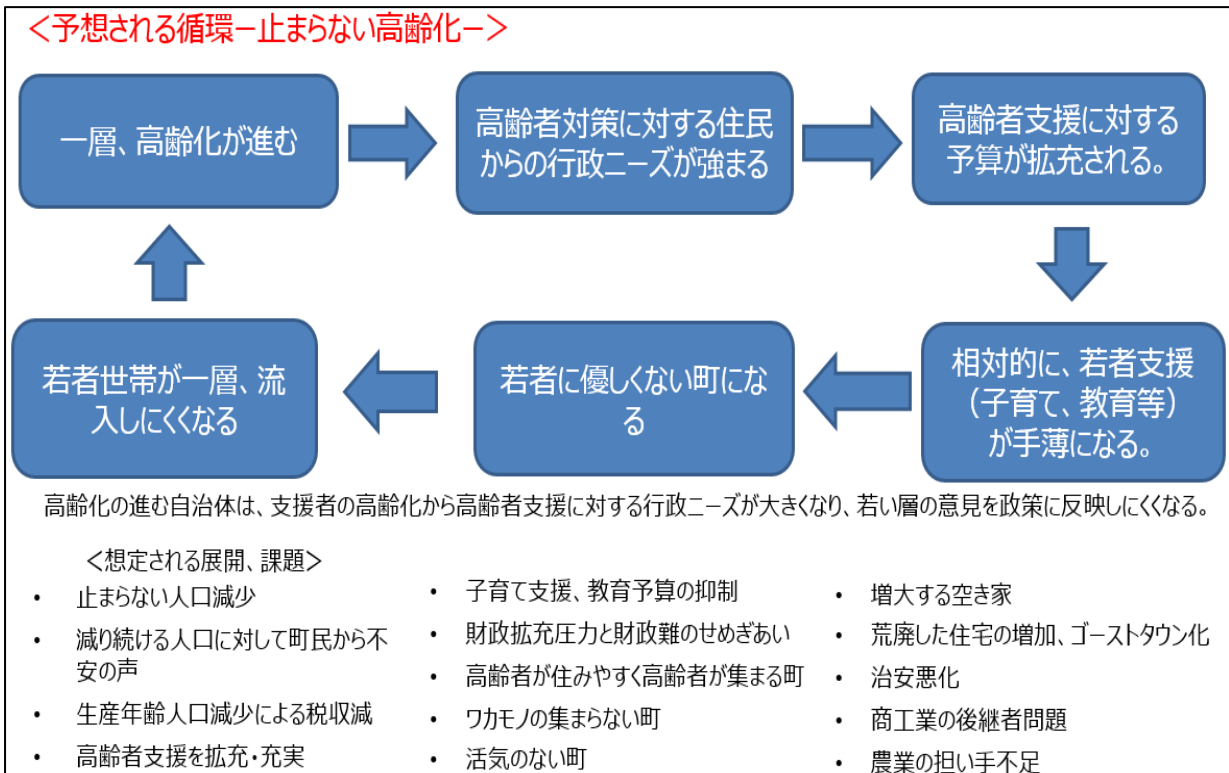 ＜予想される循環－止まらない高齢化－＞
一層、高齢化が進む
高齢者対策に対する住民
からの行政ニーズが強まる
高齢者支援に対する
予算が拡充される。
相対的に、若者支援
（子育て、教育等）
が手薄になる。
若者に優しくない町にな
る
若者世帯が一層、流
入しにくくなる
高齢化の進む自治体は、支援者の高齢化から高齢者支援に対する行政ニーズが大きくなり、若い層の意見を政策に反映しにくくなる。
＜想定される展開、課題＞
• 止まらない人口減少
• 減り続ける人口に対して町民から不
安の声
• 生産年齢人口減少による税収減
• 高齢者支援を拡充・充実
• 子育て支援、教育予算の抑制
• 財政拡充圧力と財政難のせめぎあい
• 高齢者が住みやすく高齢者が集まる町
• ワカモノの集まらない町
• 活気のない町
• 増大する空き家
• 荒廃した住宅の増加、ゴーストタウン化
• 治安悪化
• 商工業の後継者問題
• 農業の担い手不足